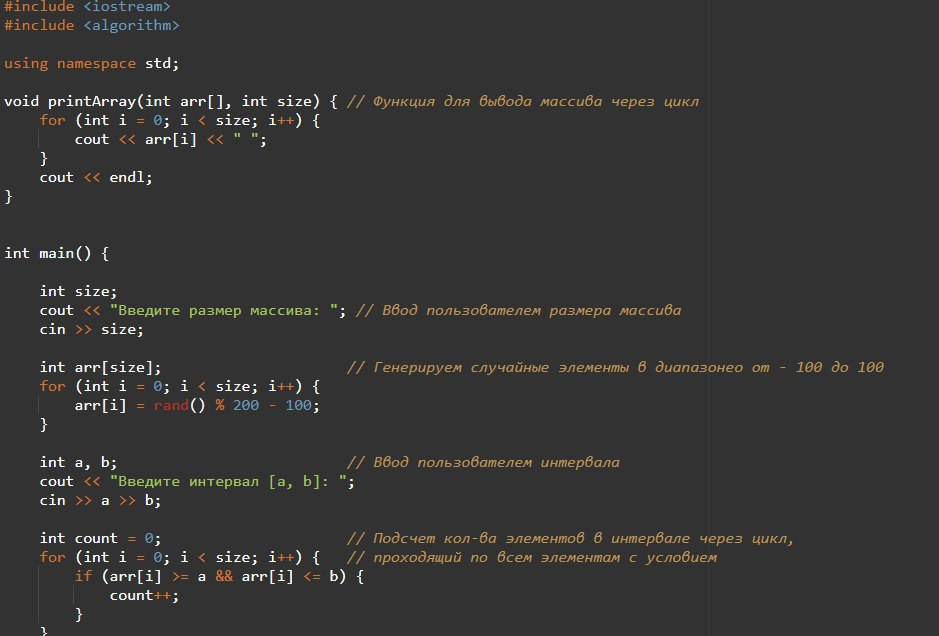 #include <iostream>
#include <algorithm>
using namespace std;
void printArray(int arr[], int size) { // Функция для вывода массива через цикл
for (int i = 0; i < size; i++) {
cout << arr[i] << " ";
}
cout << endl;
}
int main() {
int size;
cout << "Введите размер массива: "; // Ввод пользователем размера массива
cin >> size;
int arr[size]; // Генерируем случайные элементы в диапазонео от - 100 до 100
for (int i = 0; i < size; i++) {
arr[i] = rand() % 200 - 100;
}
int a, b; // Ввод пользователем интервала
cout << "Введите интервал [a, b]: ";
cin >> a >> b;
int count = 0; // Подсчет кол-ва элементов в интервале через цикл,
for (int i = 0; i < size; i++) { // проходящий по всем элементам с условием
if (arr[i] >= a && arr[i] <= b) {
count++;
}
}